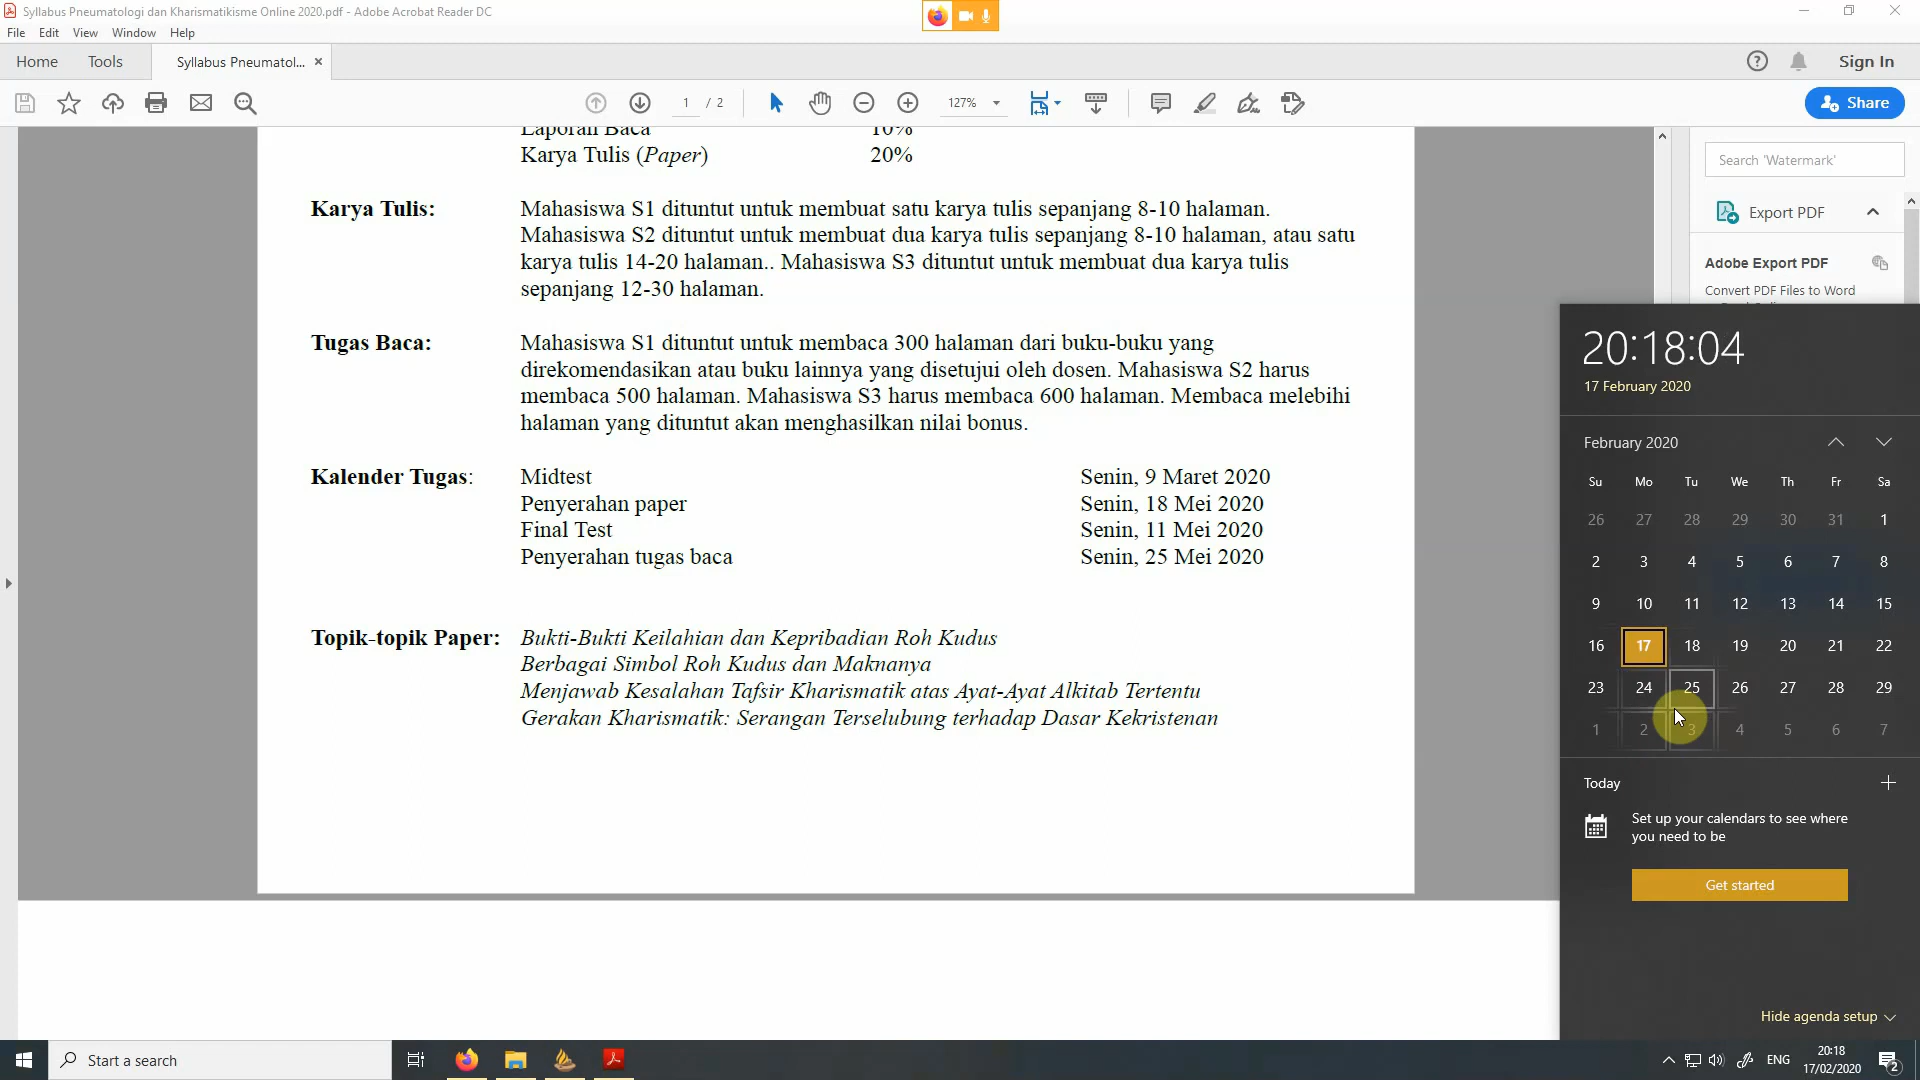 Syllabus Pneumatologi dan Kharismatikisme Online 2020.pdf - Adobe Acrobat Reader DC
File Edit View Window Help
Home Tools Syllabus Pneumatol... × Sign In
1 / 2 127% Share
Laporan Baca 10%
Karya Tulis (Paper) 20%
Karya Tulis: Mahasiswa S1 dituntut untuk membuat satu karya tulis sepanjang 8-10 halaman.
Mahasiswa S2 dituntut untuk membuat dua karya tulis sepanjang 8-10 halaman, atau satu
karya tulis 14-20 halaman.. Mahasiswa S3 dituntut untuk membuat dua karya tulis
sepanjang 12-30 halaman.
Tugas Baca: Mahasiswa S1 dituntut untuk membaca 300 halaman dari buku-buku yang
direkomendasikan atau buku lainnya yang disetujui oleh dosen. Mahasiswa S2 harus
membaca 500 halaman. Mahasiswa S3 harus membaca 600 halaman. Membaca melebihi
halaman yang dituntut akan menghasilkan nilai bonus.
Kalender Tugas: Midtest Senin, 9 Maret 2020
Penyerahan paper Senin, 18 Mei 2020
Final Test Senin, 11 Mei 2020
Penyerahan tugas baca Senin, 25 Mei 2020
Topik-topik Paper: Bukti-Bukti Keilahian dan Kepribadian Roh Kudus
Berbagai Simbol Roh Kudus dan Maknanya
Menjawab Kesalahan Tafsir Kharismatik atas Ayat-Ayat Alkitab Tertentu
Gerakan Kharismatik: Serangan Terselubung terhadap Dasar Kekristenan
Search 'Watermark'
Export PDF
Adobe Export PDF
Convert PDF Files to Word
20:18:04
17 February 2020
February 2020
Su Mo Tu We Th Fr Sa
26 27 28 29 30 31 1
2 3 4 5 6 7 8
9 10 11 12 13 14 15
16 17 18 19 20 21 22
23 24 25 26 27 28 29
1 2 3 4 5 6 7
Today
Set up your calendars to see where
you need to be
Get started
Hide agenda setup
Start a search
ENG
20:18
17/02/2020
2